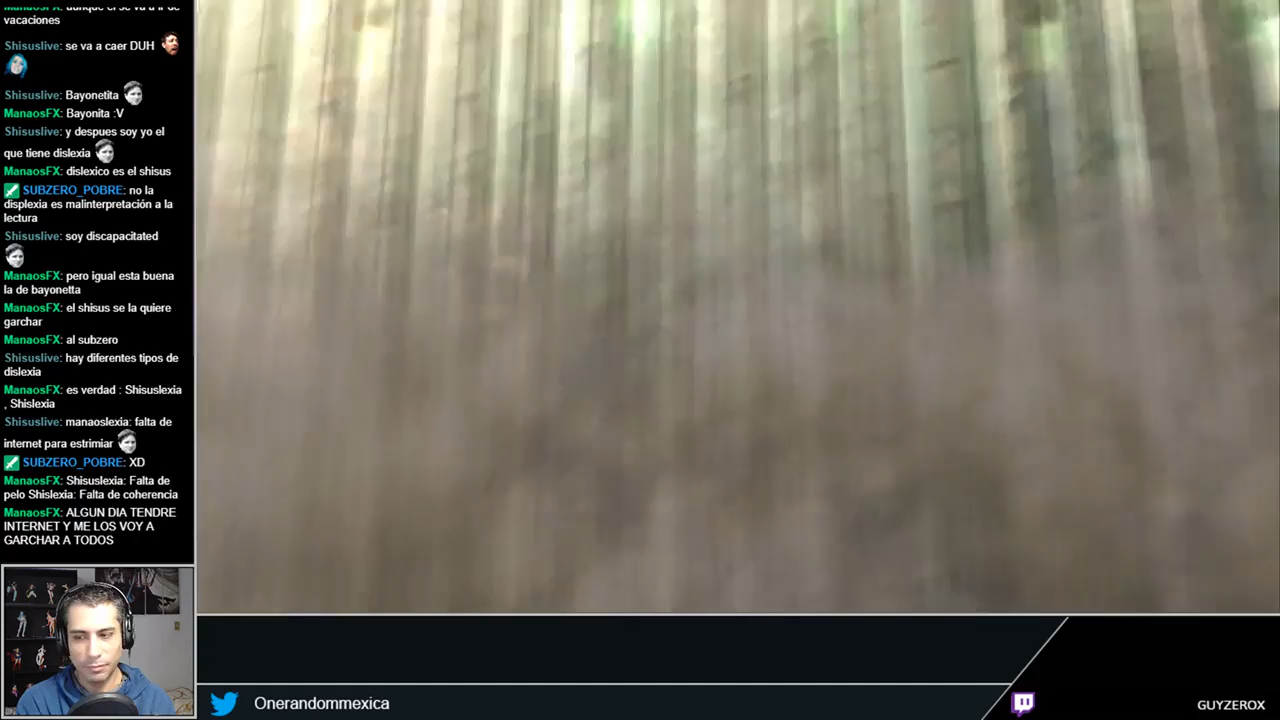 vacaciones
Shisuslive: se va a caer DUH
Shisuslive: Bayonetita
ManaosFX: Bayonita :V
Shisuslive: y despues soy yo el
que tiene dislexia
ManaosFX: dislexico es el shisus
SUBZERO_POBRE: no la
displexia es malinterpretación a la
lectura
Shisuslive: soy discapacitated
ManaosFX: pero igual esta buena
la de bayonetta
ManaosFX: el shisus se la quiere
garchar
ManaosFX: al subzero
Shisuslive: hay diferentes tipos de
dislexia
ManaosFX: es verdad : Shisuslexia
, Shislexia
Shisuslive: manaoslexia: falta de
internet para estrimiar
SUBZERO_POBRE: XD
ManaosFX: Shisuslexia: Falta de
pelo Shislexia: Falta de coherencia
ManaosFX: ALGUN DIA TENDRE
INTERNET Y ME LOS VOY A
GARCHAR A TODOS
Onerandommexica
GUYZEROX